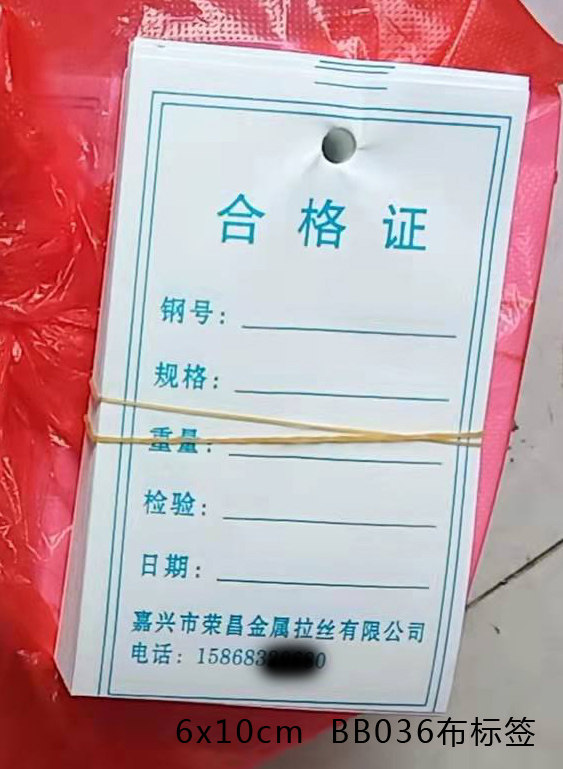 合格证
钢号：
规格：
重量：
检验：
日期：
嘉兴市荣昌金属拉丝有限公司
电话：
6x10cm BB036布标签